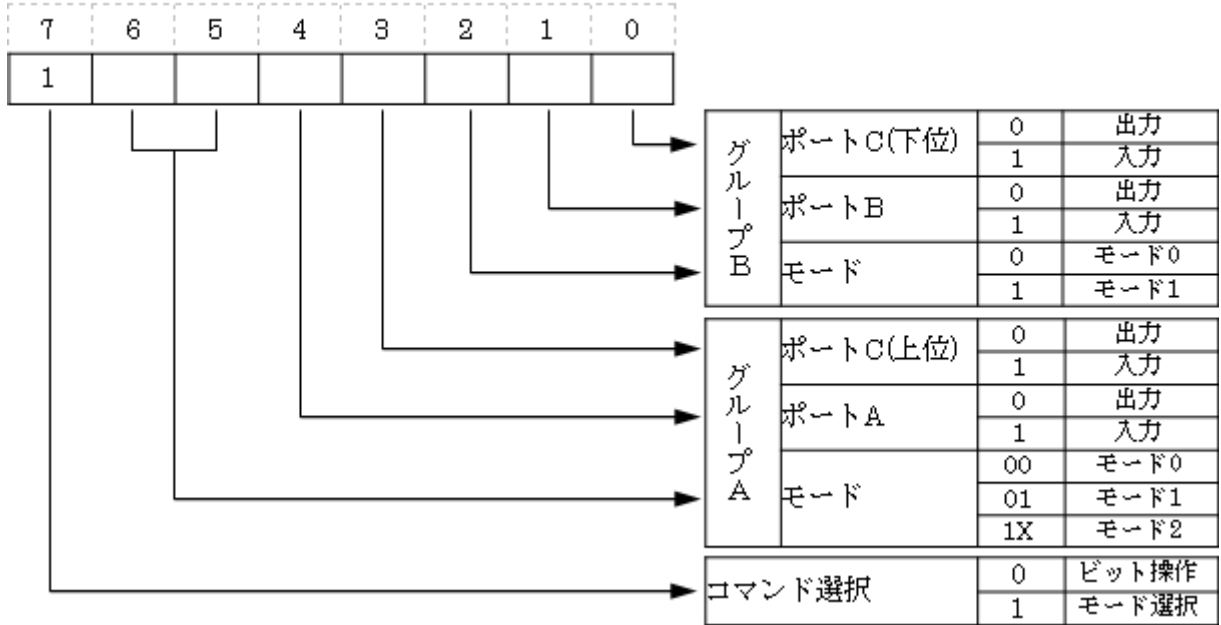 7 6 5 4 3 2 1 0
1
グループB
ポートC(下位) 0 出力
1 入力
ポートB 0 出力
1 入力
モード 0 モード0
1 モード1
グループA
ポートC(上位) 0 出力
1 入力
ポートA 0 出力
1 入力
モード 00 モード0
01 モード1
1X モード2
コマンド選択 0 ビット操作
1 モード選択